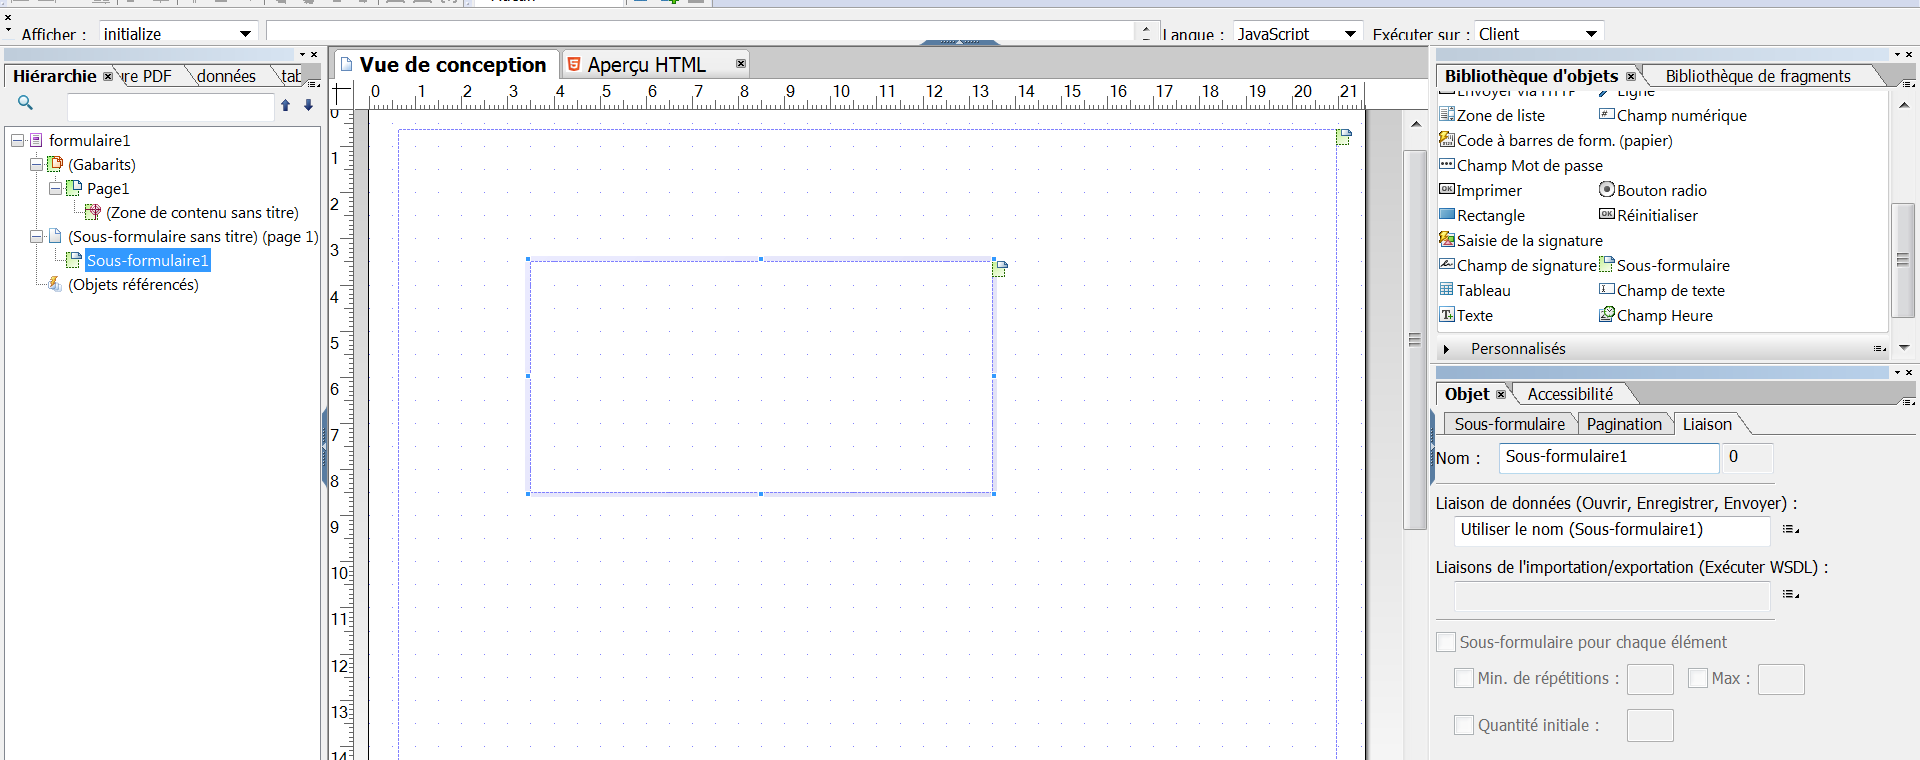 Afficher :
initialize
Langue :
JavaScript
Exécuter sur :
Client
Hiérarchie
ure PDF
données
tab
formulaire1
(Gabarits)
Page1
(Zone de contenu sans titre)
(Sous-formulaire sans titre) (page 1)
Sous-formulaire1
(Objets référencés)
Vue de conception
Aperçu HTML
0 1 2 3 4 5 6 7 8 9 10 11 12 13 14 15 16 17 18 19 20 21
0
1
2
3
4
5
6
7
8
9
10
11
12
13
14
Bibliothèque d'objets
Bibliothèque de fragments
Envoyer via HTTP
Ligne
Zone de liste
Champ numérique
Code à barres de form. (papier)
Champ Mot de passe
Imprimer
Bouton radio
Rectangle
Réinitialiser
Saisie de la signature
Champ de signature
Sous-formulaire
Tableau
Champ de texte
Texte
Champ Heure
Personnalisés
Objet
Accessibilité
Sous-formulaire
Pagination
Liaison
Nom :
Sous-formulaire1
0
Liaison de données (Ouvrir, Enregistrer, Envoyer) :
Utiliser le nom (Sous-formulaire1)
Liaisons de l'importation/exportation (Exécuter WSDL) :
Sous-formulaire pour chaque élément
Min. de répétitions :
Max :
Quantité initiale :